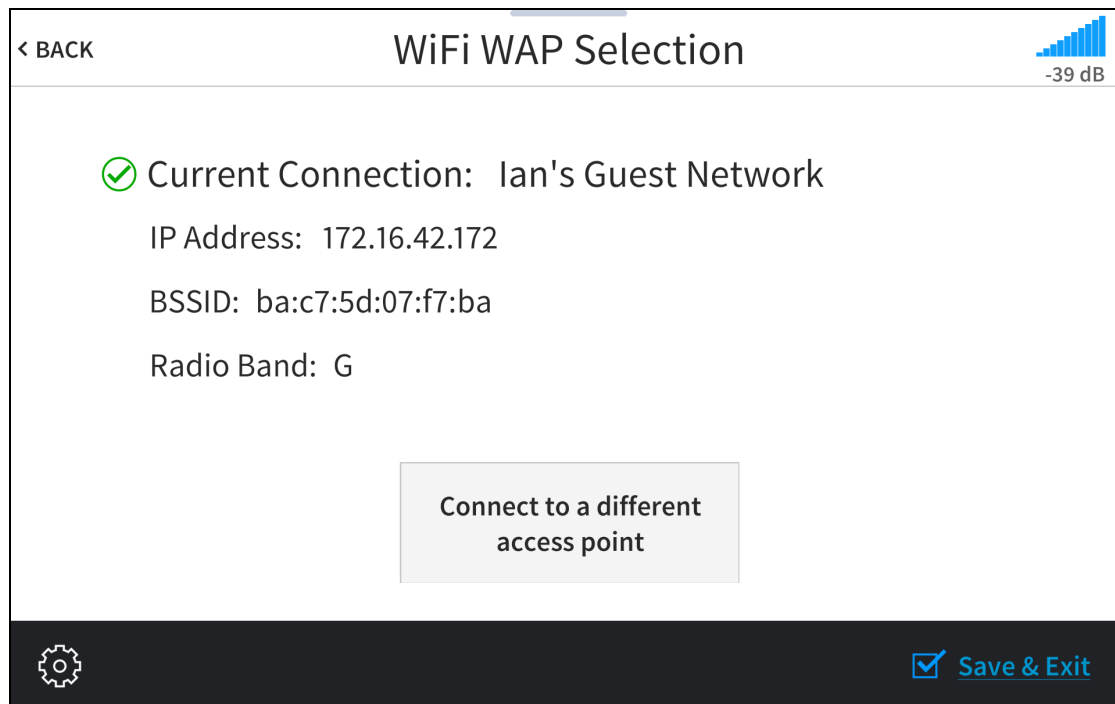 < BACK
WiFi WAP Selection
-39 dB
Current Connection: Ian's Guest Network
IP Address: 172.16.42.172
BSSID: ba:c7:5d:07:f7:ba
Radio Band: G
Connect to a different
access point
Save & Exit